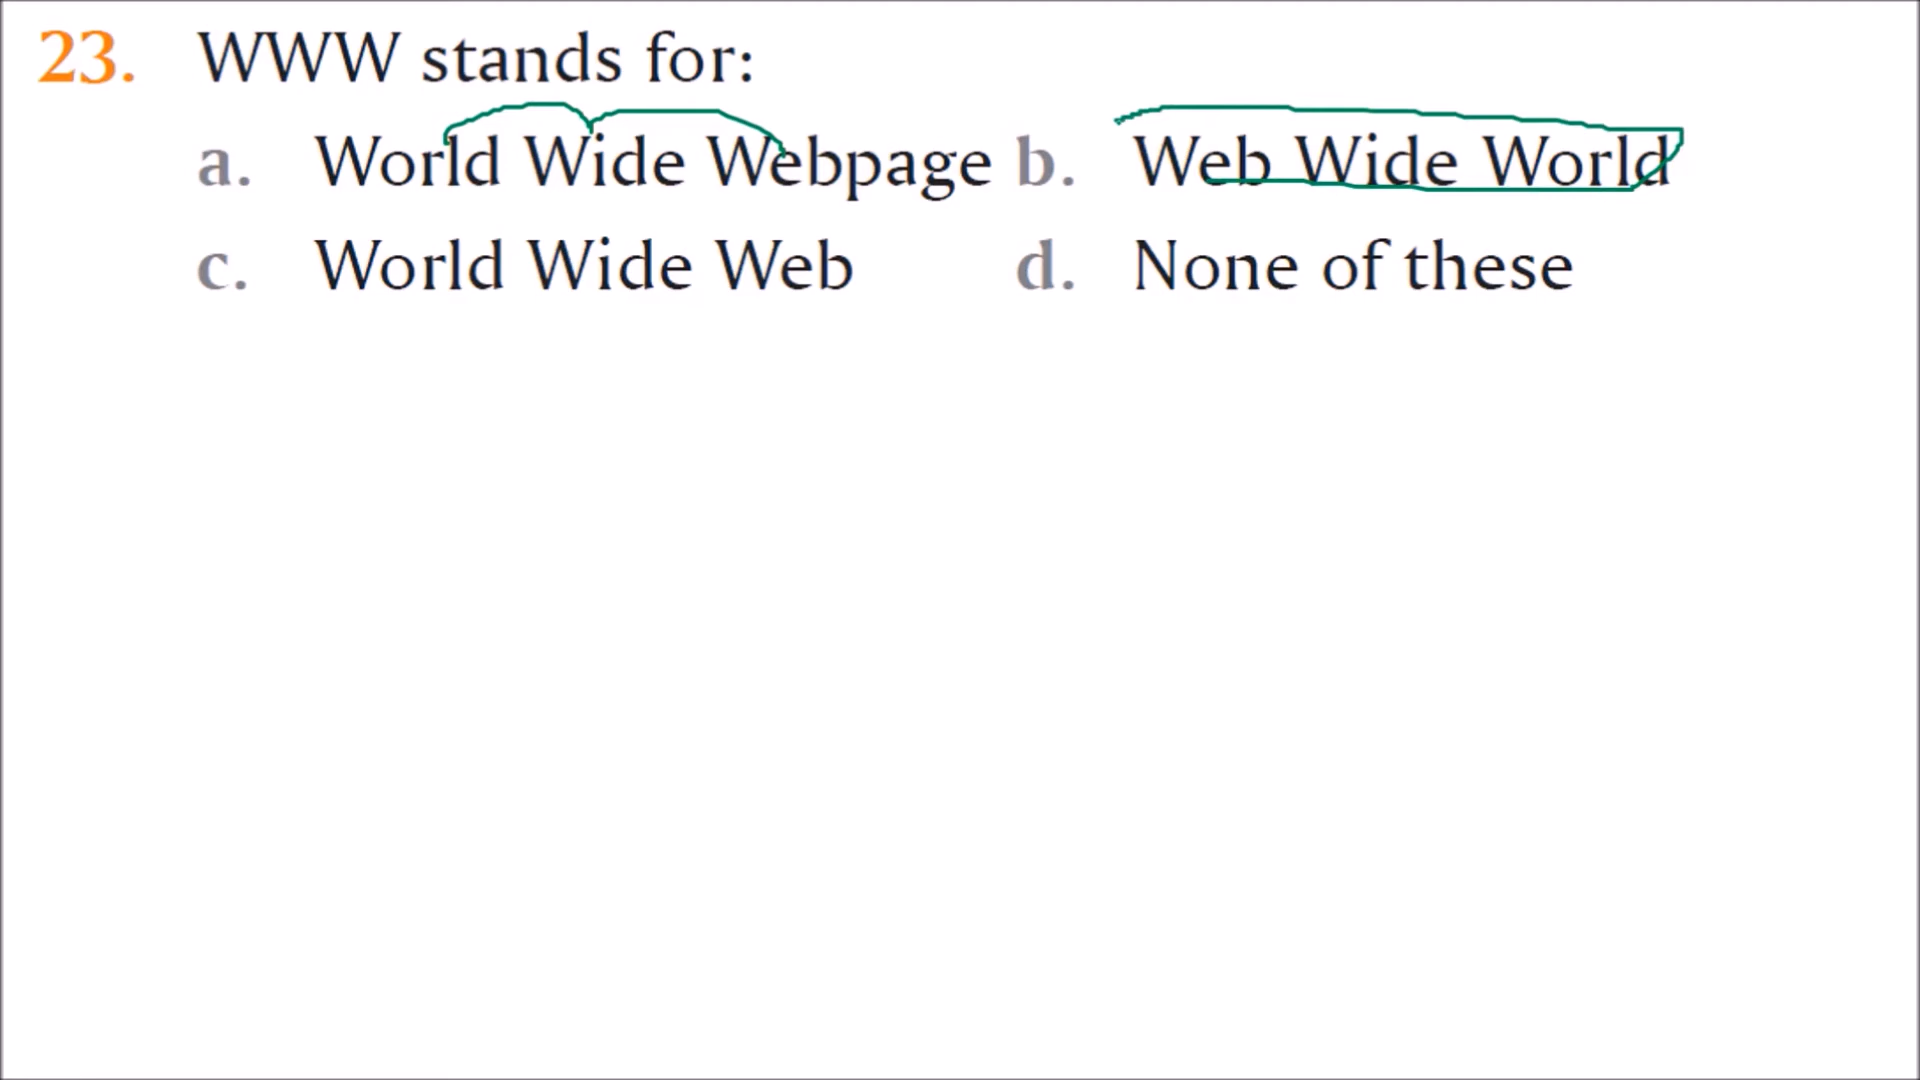 23. WWW stands for:
a. World Wide Webpage b. Web Wide World
c. World Wide Web d. None of these